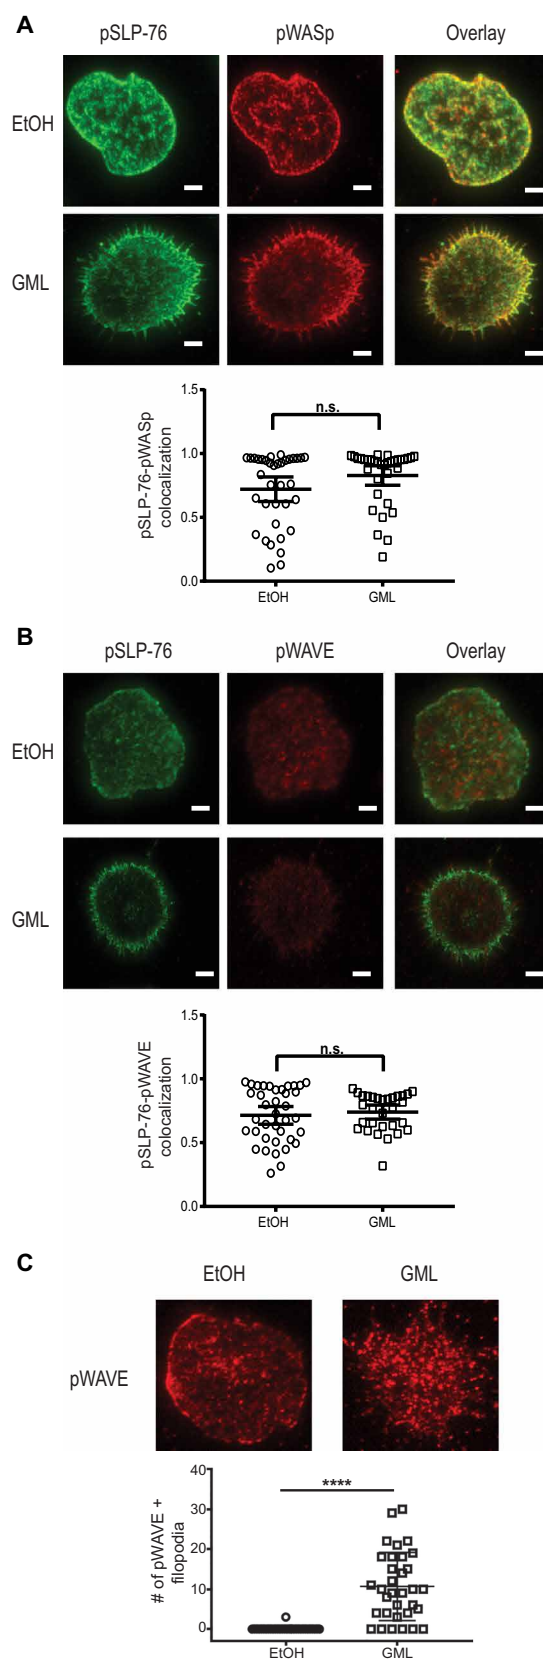 A
pSLP-76 pWASp Overlay
EtOH
GML
pSLP-76-pWASp
colocalization
1.5
1.0
0.5
0.0
n.s.
EtOH GML
B
pSLP-76 pWAVE Overlay
EtOH
GML
pSLP-76-pWAVE
colocalization
1.5
1.0
0.5
0.0
n.s.
EtOH GML
C
EtOH GML
pWAVE
# of pWAVE +
filopodia
40
30
20
10
0
****
EtOH GML